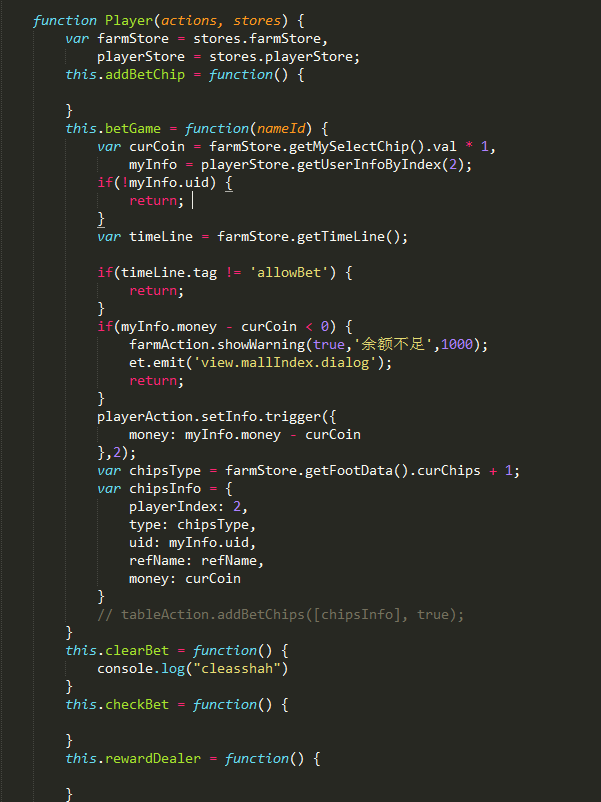 function Player(actions, stores) {
    var farmStore = stores.farmStore,
        playerStore = stores.playerStore;
    this.addBetChip = function() {

    }
    this.betGame = function(nameId) {
        var curCoin = farmStore.getMySelectChip().val * 1,
            myInfo = playerStore.getUserInfoByIndex(2);
        if(!myInfo.uid) {
            return;
        }
        var timeLine = farmStore.getTimeLine();

        if(timeLine.tag != 'allowBet') {
            return;
        }
        if(myInfo.money - curCoin < 0) {
            farmAction.showWarning(true,'余额不足',1000);
            et.emit('view.mallIndex.dialog');
            return;
        }
        playerAction.setInfo.trigger({
            money: myInfo.money - curCoin
        },2);
        var chipsType = farmStore.getFootData().curChips + 1;
        var chipsInfo = {
            playerIndex: 2,
            type: chipsType,
            uid: myInfo.uid,
            refName: refName,
            money: curCoin
        }
        // tableAction.addBetChips([chipsInfo], true);
    }
    this.clearBet = function() {
        console.log("cleasshah")
    }
    this.checkBet = function() {

    }
    this.rewardDealer = function() {

    }